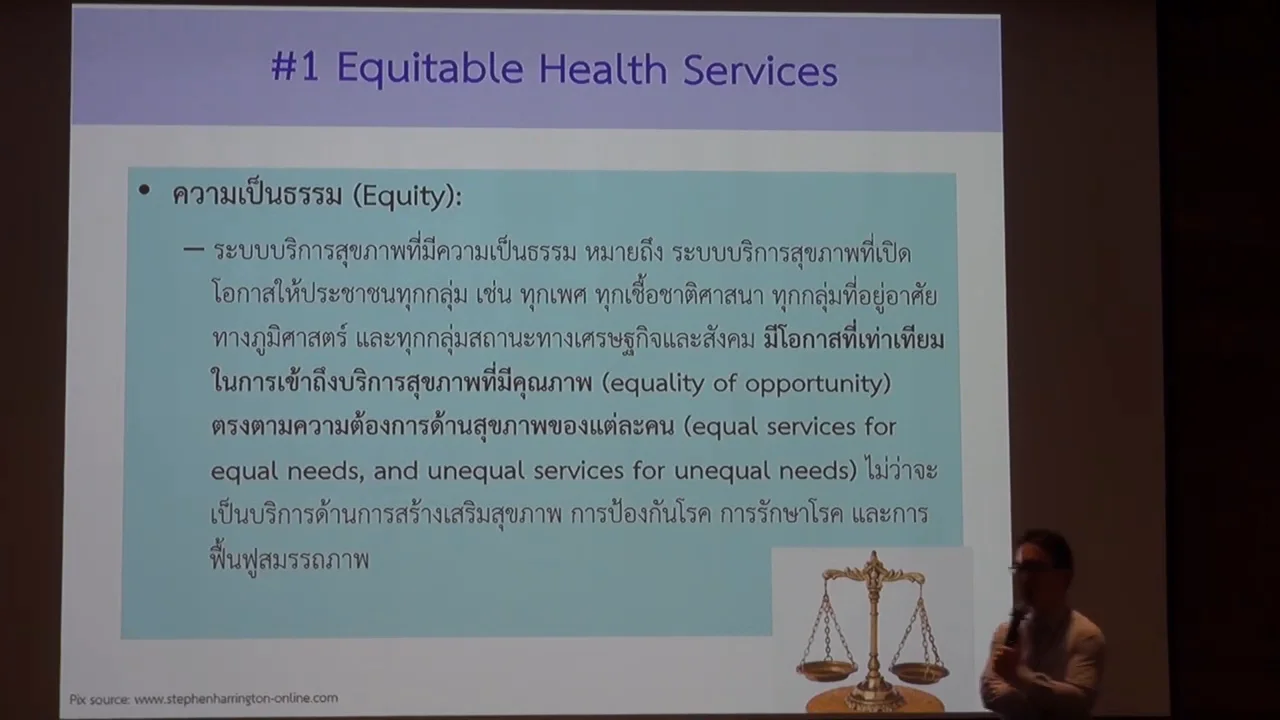 #1 Equitable Health Services
• ความเป็นธรรม (Equity):
– ระบบบริการสุขภาพที่มีความเป็นธรรม หมายถึง ระบบบริการสุขภาพที่เปิด
โอกาสให้ประชาชนทุกกลุ่ม เช่น ทุกเพศ ทุกเชื้อชาติศาสนา ทุกกลุ่มที่อยู่อาศัย
ทางภูมิศาสตร์ และทุกกลุ่มสถานะทางเศรษฐกิจและสังคม มีโอกาสที่เท่าเทียม
ในการเข้าถึงบริการสุขภาพที่มีคุณภาพ (equality of opportunity)
ตรงตามความต้องการด้านสุขภาพของแต่ละคน (equal services for
equal needs, and unequal services for unequal needs) ไม่ว่าจะ
เป็นบริการด้านการสร้างเสริมสุขภาพ การป้องกันโรค การรักษาโรค และการ
ฟื้นฟูสมรรถภาพ
Pix source: www.stephenharrington-online.com